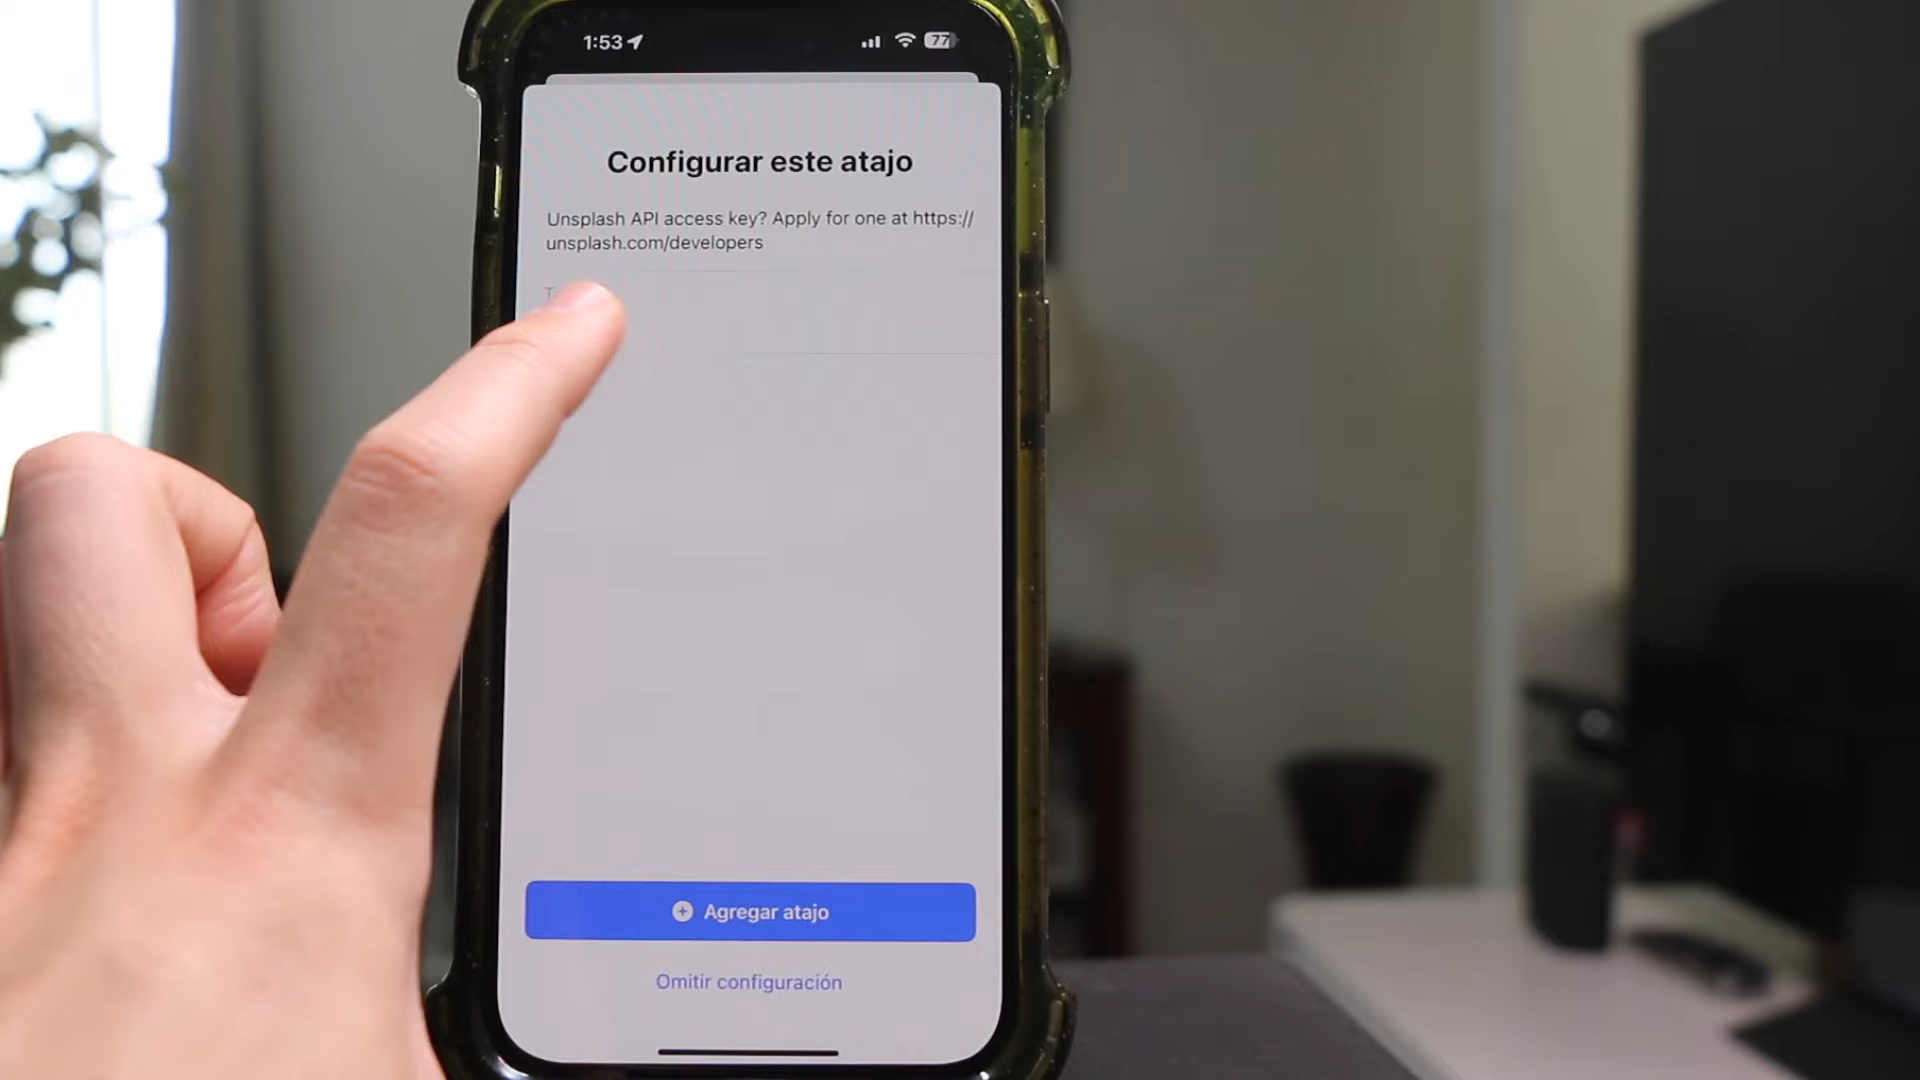 1:53
77
Configurar este atajo
Unsplash API access key? Apply for one at https://
unsplash.com/developers
Agregar atajo
Omitir configuración